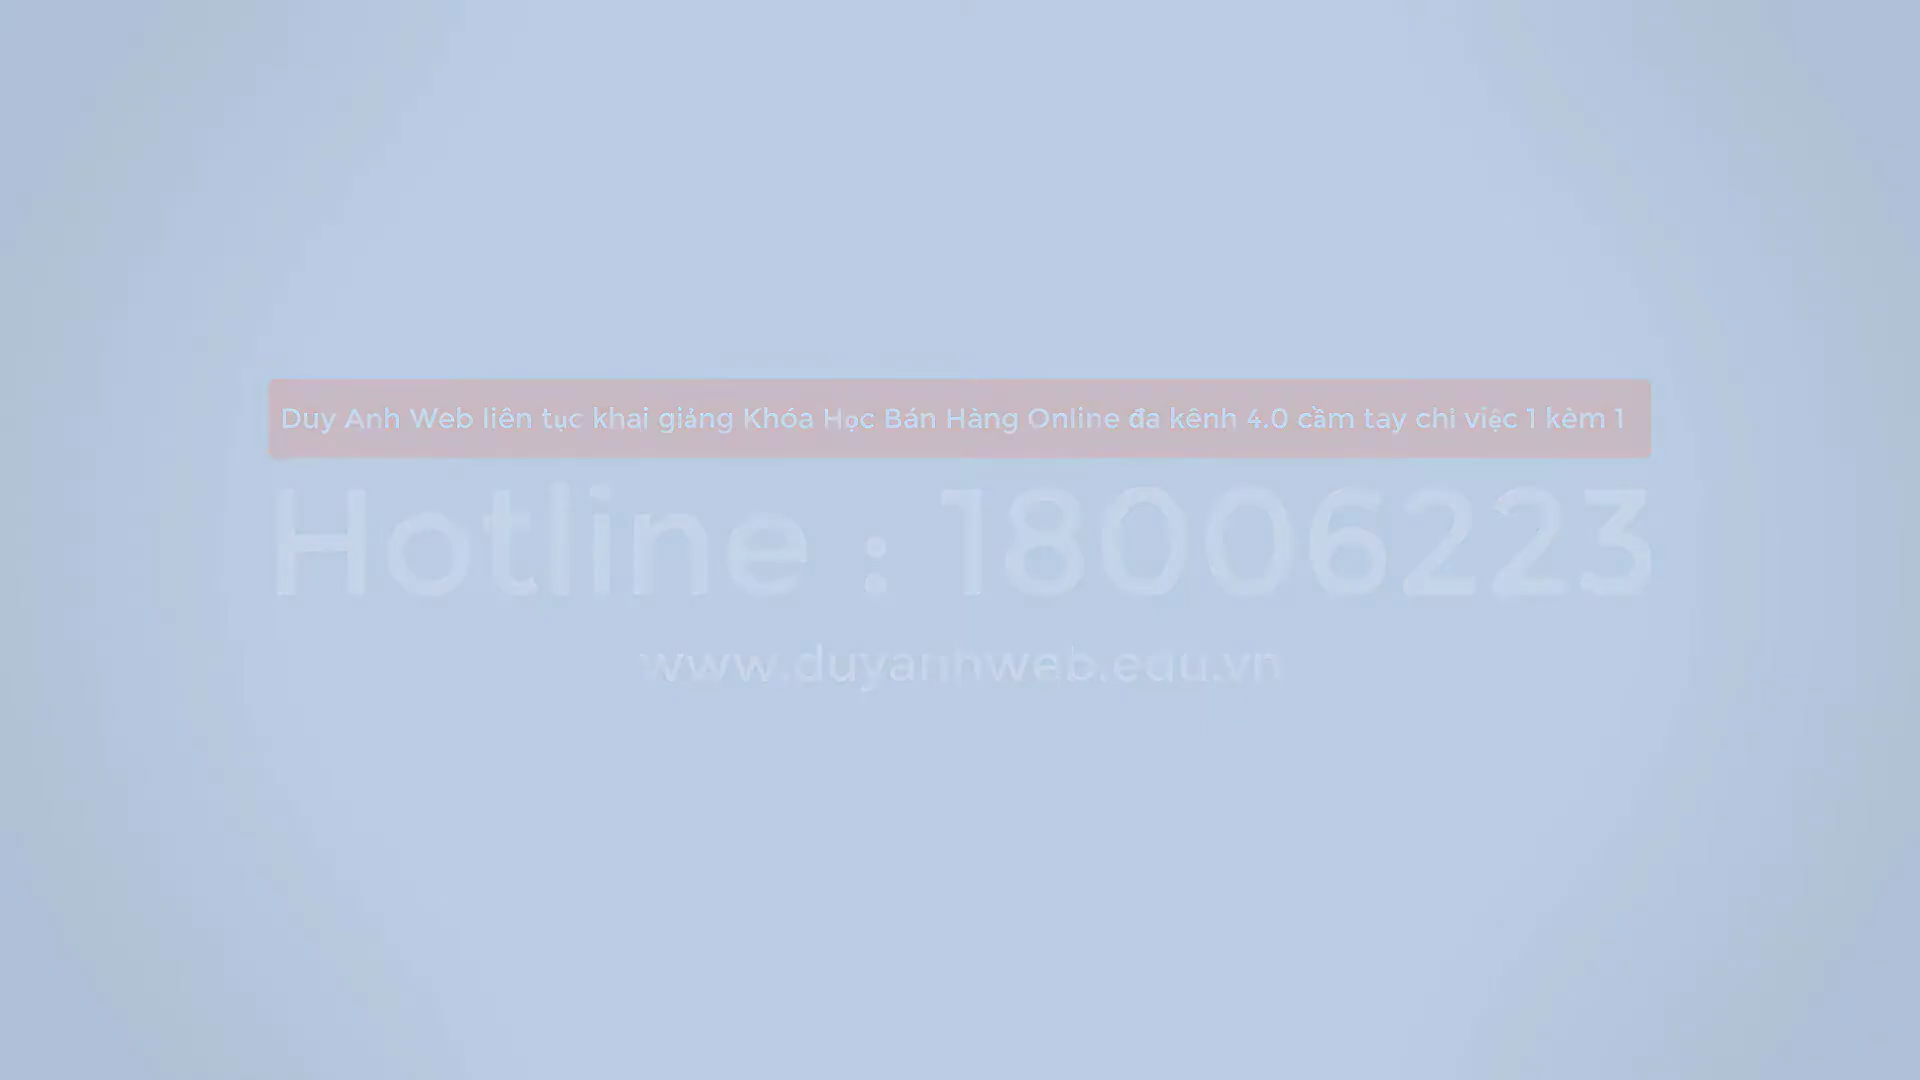 Duy Anh Web liên tục khai giảng Khóa Học Bán Hàng Online đa kênh 4.0 cầm tay chỉ việc 1 kèm 1
Hotline : 18006223
www.duyanhweb.edu.vn